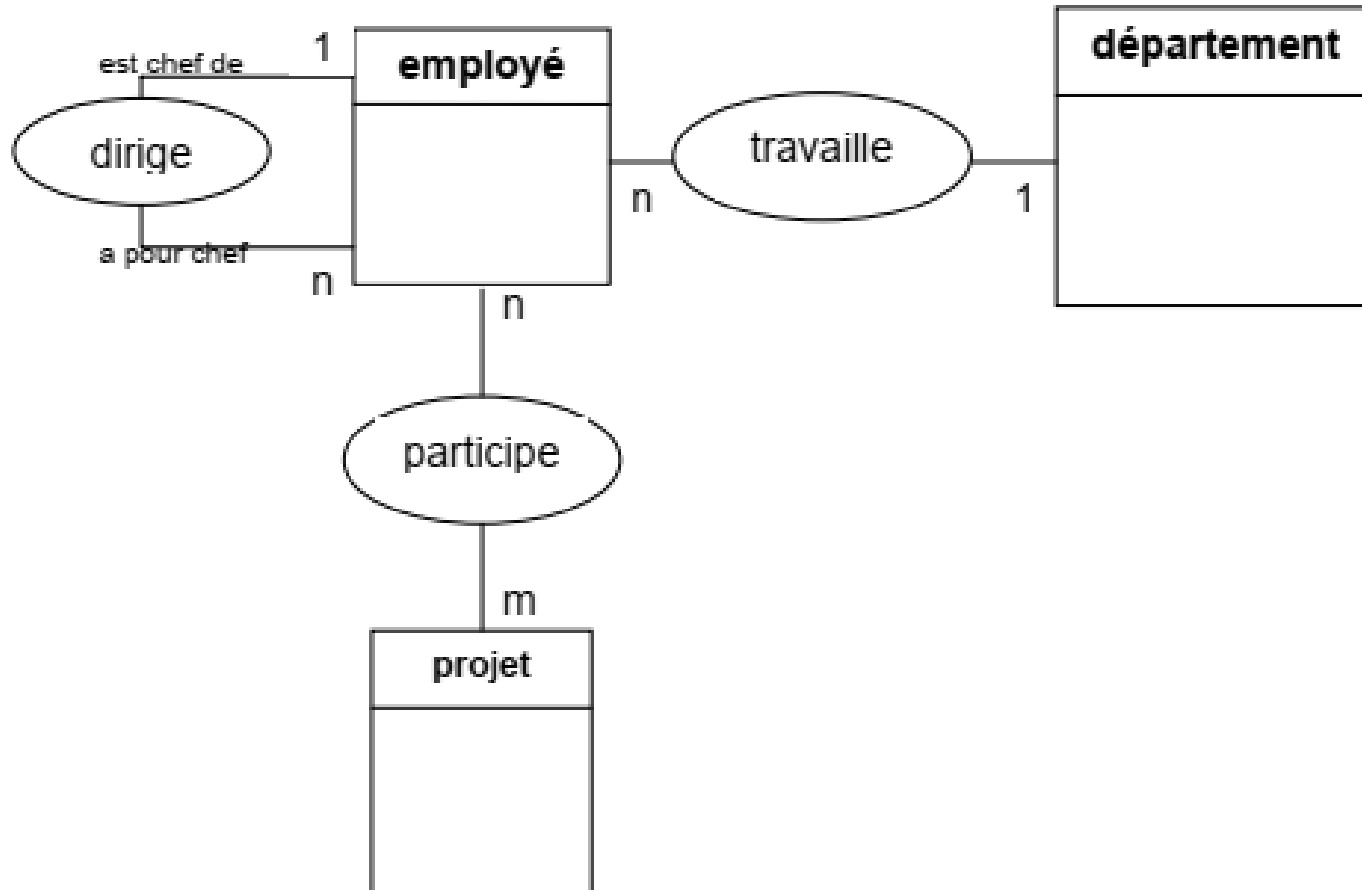 est chef de
1
employé
département
dirige
travaille
n
1
a pour chef
n
n
participe
m
projet